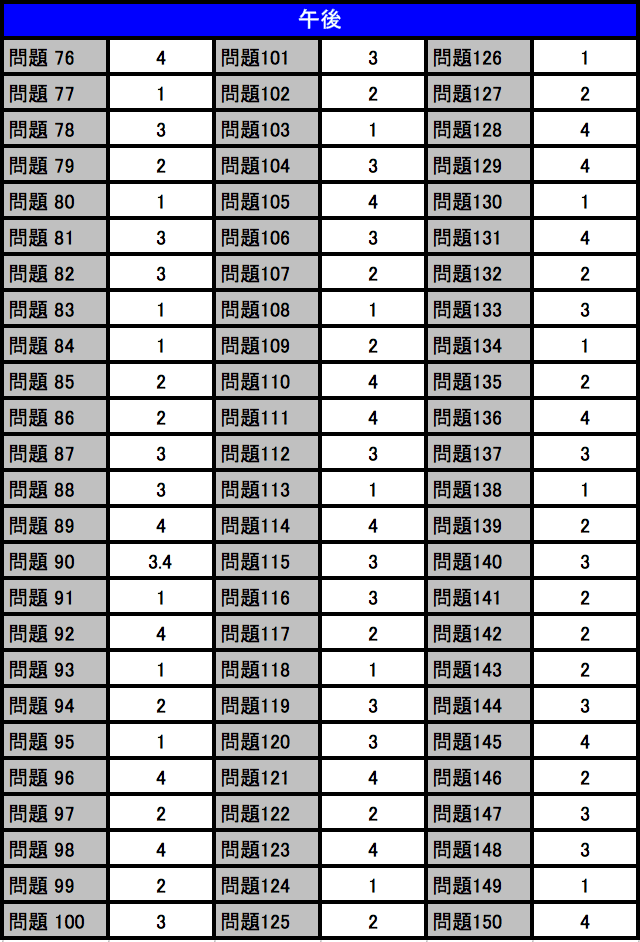 午後
問題 76 4 問題101 3 問題126 1
問題 77 1 問題102 2 問題127 2
問題 78 3 問題103 1 問題128 4
問題 79 2 問題104 3 問題129 4
問題 80 1 問題105 4 問題130 1
問題 81 3 問題106 3 問題131 4
問題 82 3 問題107 2 問題132 2
問題 83 1 問題108 1 問題133 3
問題 84 1 問題109 2 問題134 1
問題 85 2 問題110 4 問題135 2
問題 86 2 問題111 4 問題136 4
問題 87 3 問題112 3 問題137 3
問題 88 3 問題113 1 問題138 1
問題 89 4 問題114 4 問題139 2
問題 90 3.4 問題115 3 問題140 3
問題 91 1 問題116 3 問題141 2
問題 92 4 問題117 2 問題142 2
問題 93 1 問題118 1 問題143 2
問題 94 2 問題119 3 問題144 3
問題 95 1 問題120 3 問題145 4
問題 96 4 問題121 4 問題146 2
問題 97 2 問題122 2 問題147 3
問題 98 4 問題123 4 問題148 3
問題 99 2 問題124 1 問題149 1
問題 100 3 問題125 2 問題150 4